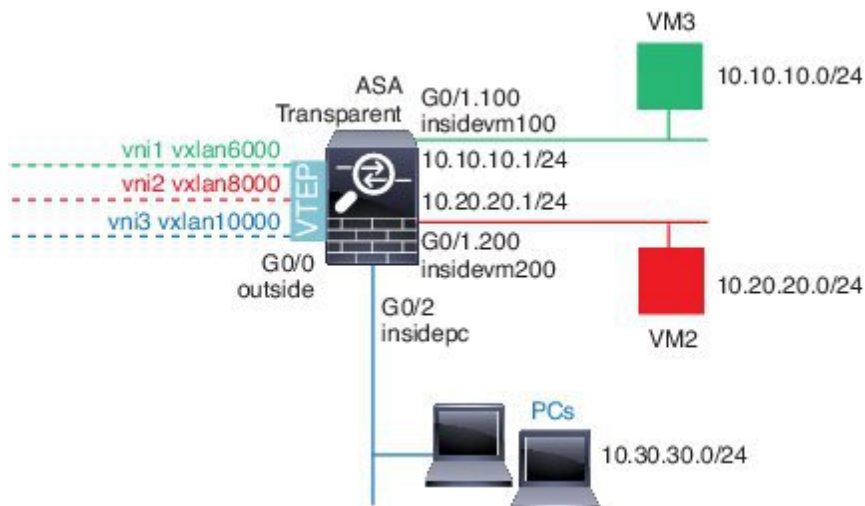 VM3
10.10.10.0/24
ASA
Transparent
G0/1.100
insidevm100
vni1 vxlan6000
10.10.10.1/24
vni2 vxlan8000
VTEP
10.20.20.1/24
vni3 vxlan10000
G0/1.200
insidevm200
G0/0
outside
10.20.20.0/24
G0/2
insidepc
VM2
PCs
10.30.30.0/24